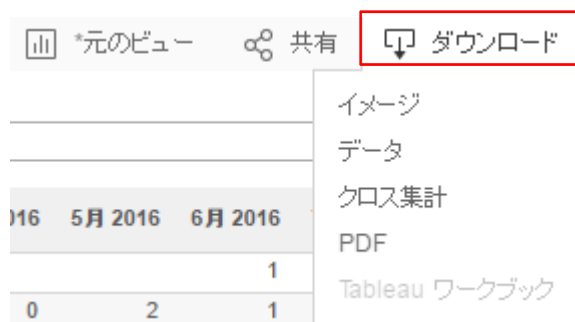 *元のビュー 共有 ダウンロード
イメージ
データ
クロス集計
PDF
Tableau ワークブック
016 5月 2016 6月 2016
1
0 2 1